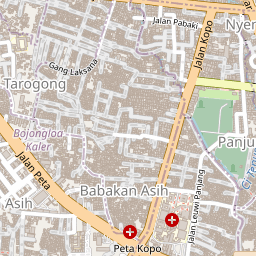 Jalan Pabaki
Nyen
Jalan Kopo
Gang Laksana
Tarogong
Bojongloa
Kaler
Panju
Jalan Peta
Babakan Asih
Asih
Jalan Leuwi Panjang
Peta Kopo